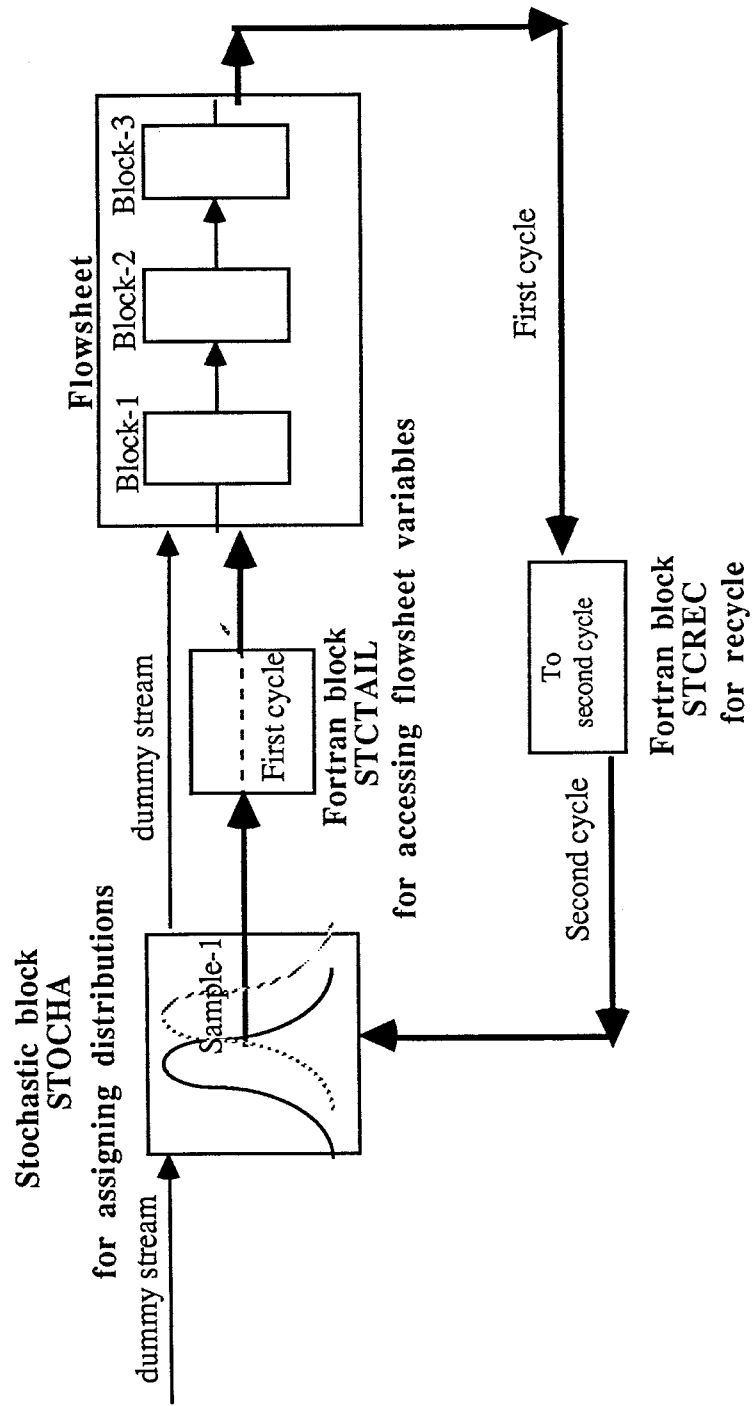 Stochastic block
STOCHA
for assigning distributions
dummy stream
Sample-1
dummy stream
First cycle
Fortran block
STCTAIL
for accessing flowsheet variables
Flowsheet
Block-1
Block-2
Block-3
First cycle
To
second cycle
Fortran block
STCREC
for recycle
Second cycle